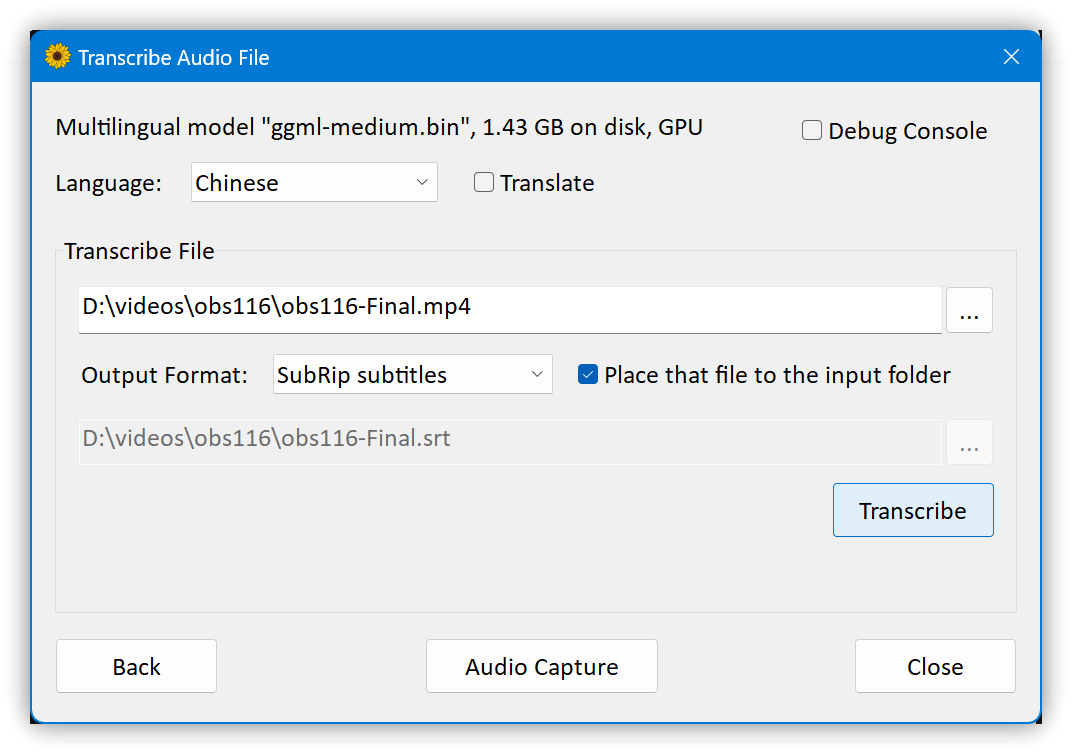 Transcribe Audio File
Multilingual model "ggml-medium.bin", 1.43 GB on disk, GPU
Debug Console
Language: Chinese Translate
Transcribe File
D:\videos\obs116\obs116-Final.mp4 ...
Output Format: SubRip subtitles Place that file to the input folder
D:\videos\obs116\obs116-Final.srt ...
Transcribe
Back Audio Capture Close